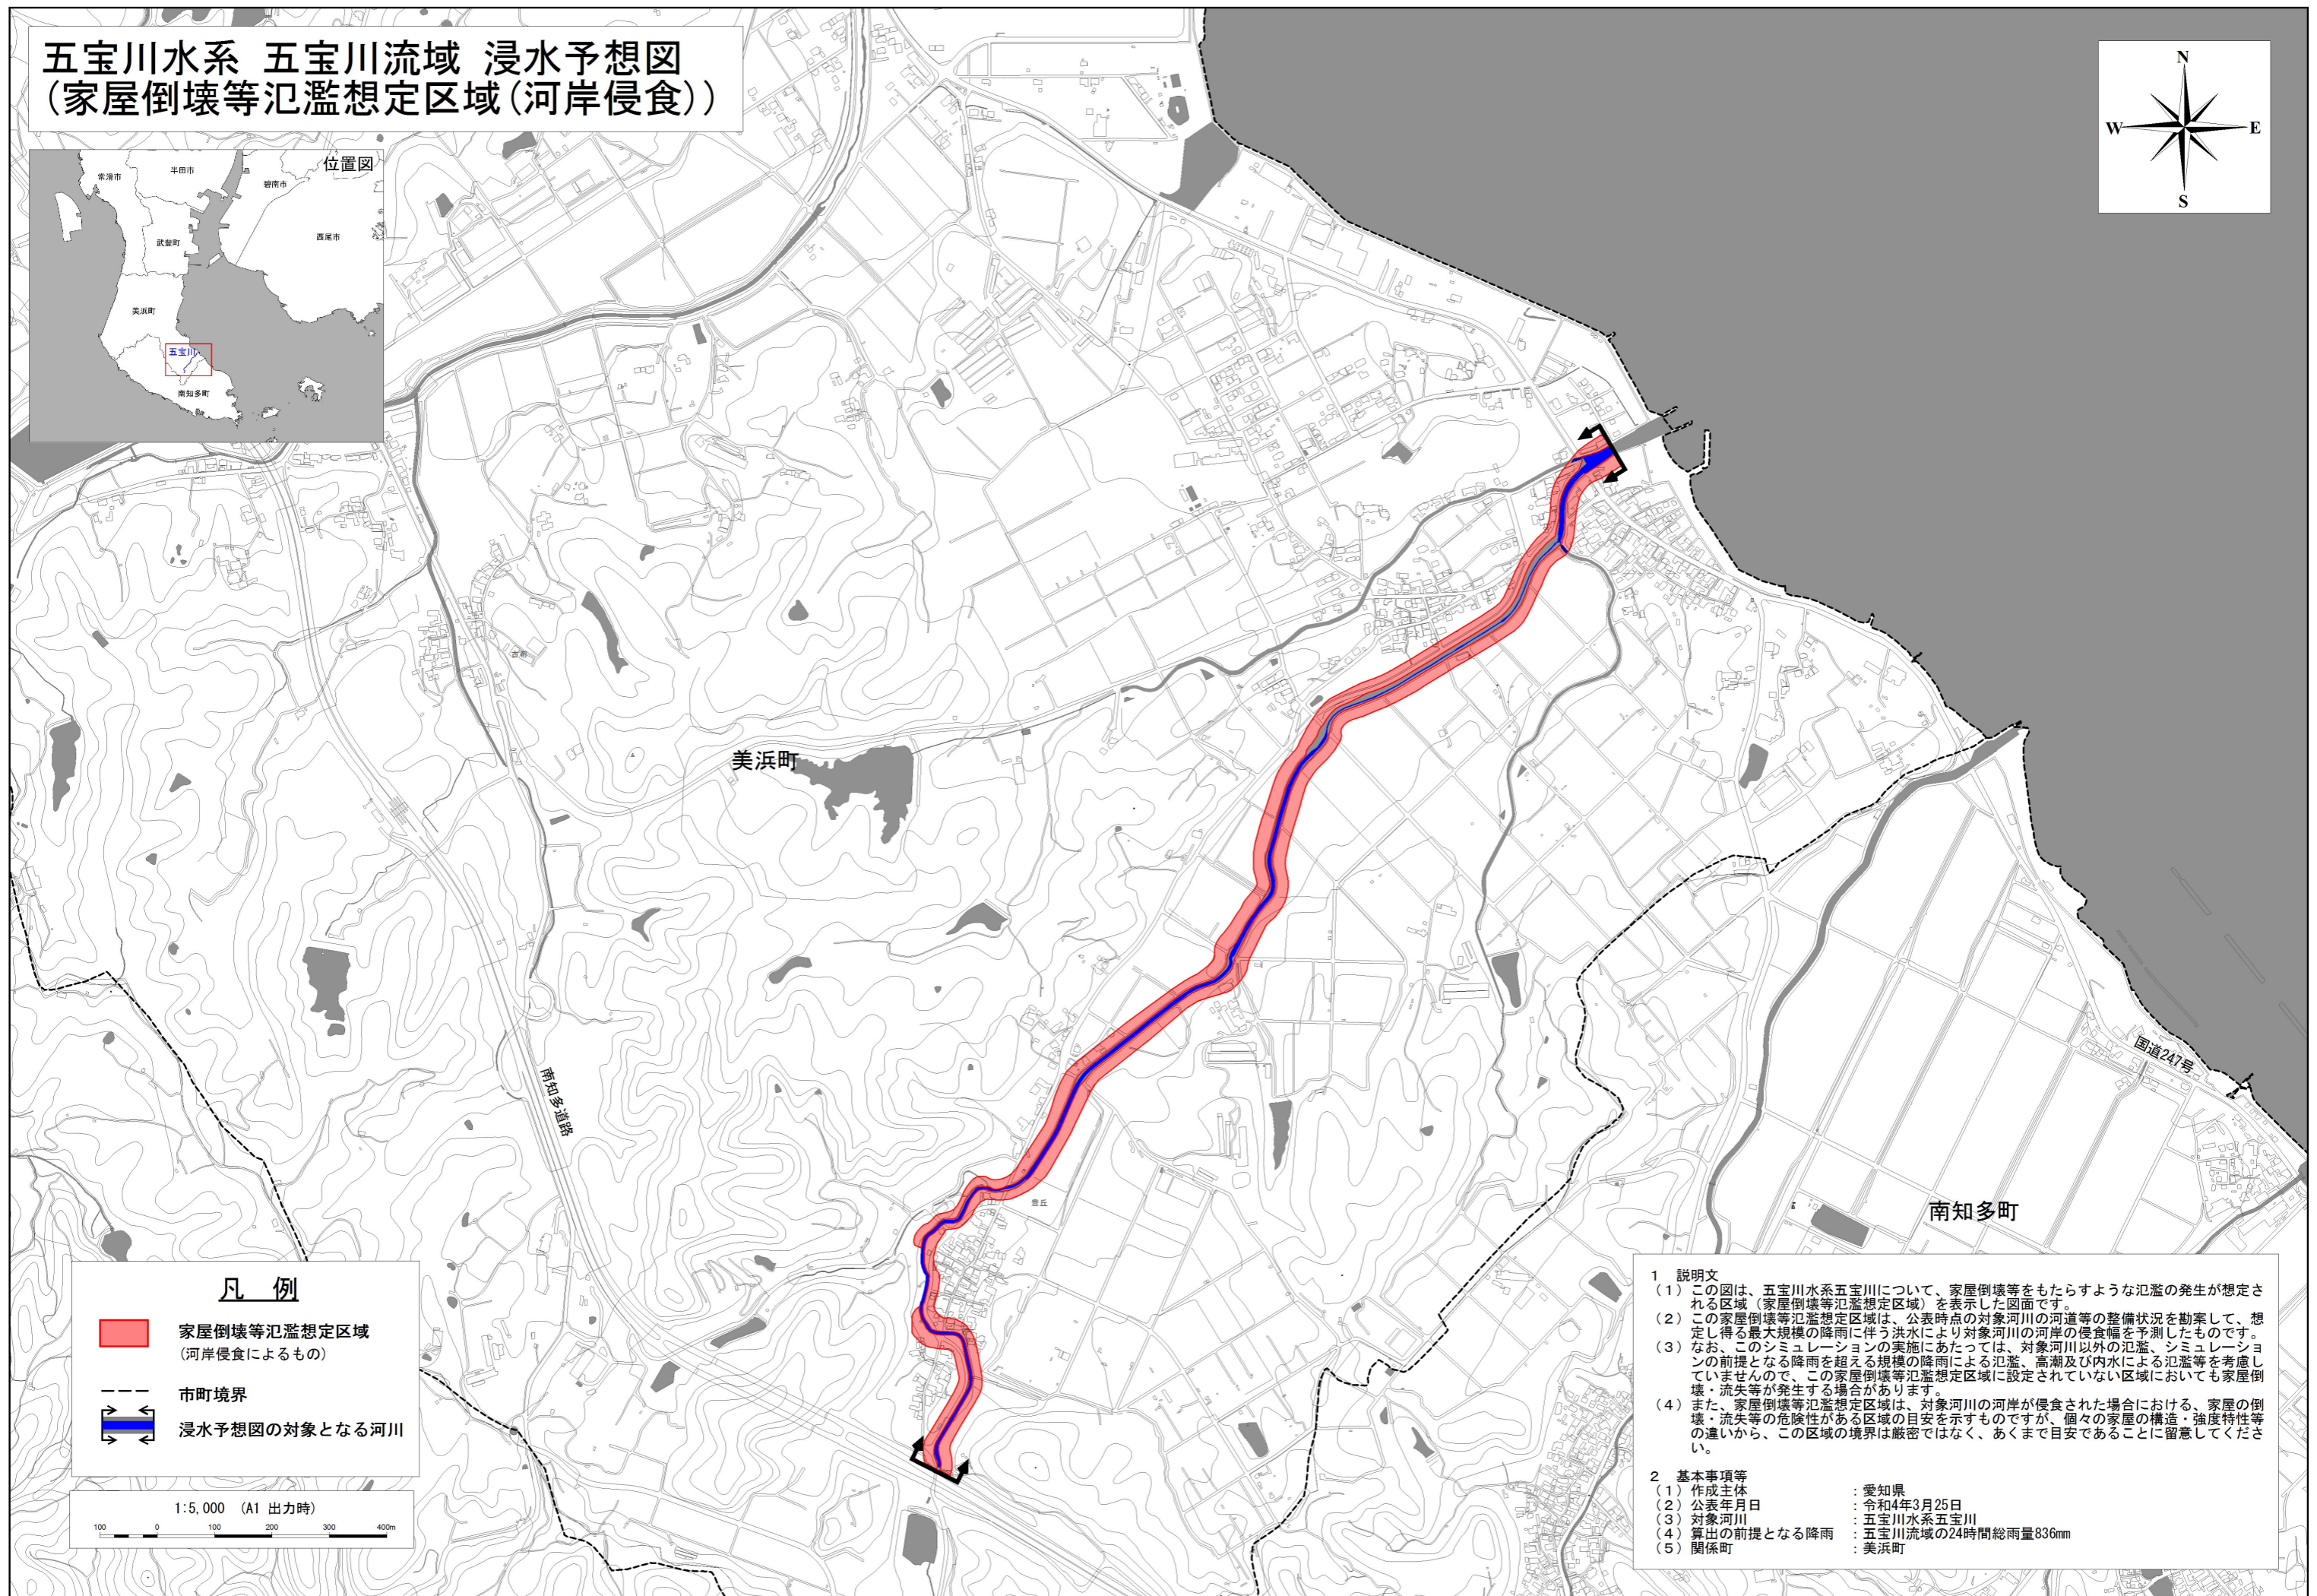 五宝川水系 五宝川流域 浸水予想図
(家屋倒壊等氾濫想定区域(河岸侵食))
位置図
常滑市
半田市
碧南市
武豊町
西尾市
美浜町
五宝川
南知多町
N
W
E
S
古布
美浜町
南知多道路
豊丘
国道247号
南知多町
凡 例
家屋倒壊等氾濫想定区域
(河岸侵食によるもの)
市町境界
浸水予想図の対象となる河川
1:5,000 (A1 出力時)
100 0 100 200 300 400m
1 説明文
(1)この図は、五宝川水系五宝川について、家屋倒壊等をもたらすような氾濫の発生が想定さ
れる区域(家屋倒壊等氾濫想定区域)を表示した図面です。
(2)この家屋倒壊等氾濫想定区域は、公表時点の対象河川の河道等の整備状況を勘案して、想
定し得る最大規模の降雨に伴う洪水により対象河川の河岸の侵食幅を予測したものです。
(3)なお、このシミュレーションの実施にあたっては、対象河川以外の氾濫、シミュレーショ
ンの前提となる降雨を超える規模の降雨による氾濫、高潮及び内水による氾濫等を考慮し
ていませんので、この家屋倒壊等氾濫想定区域に設定されていない区域においても家屋倒
壊・流失等が発生する場合があります。
(4)また、家屋倒壊等氾濫想定区域は、対象河川の河岸が侵食された場合における、家屋の倒
壊・流失等の危険性がある区域の目安を示すものですが、個々の家屋の構造・強度特性等
の違いから、この区域の境界は厳密ではなく、あくまで目安であることに留意してくださ
い。
2 基本事項等
(1)作成主体 :愛知県
(2)公表年月日 :令和4年3月25日
(3)対象河川 :五宝川水系五宝川
(4)算出の前提となる降雨 :五宝川流域の24時間総雨量836mm
(5)関係町 :美浜町